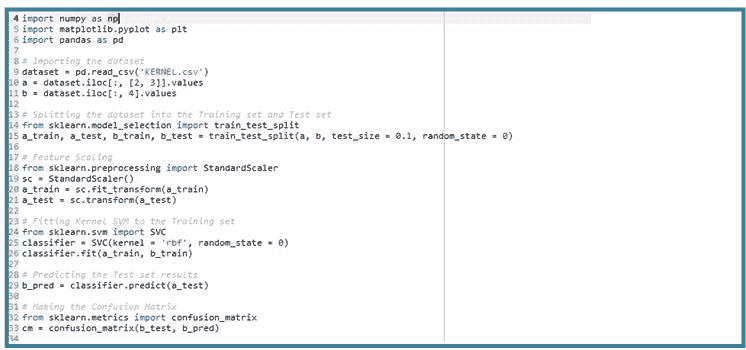 4 import numpy as np
5 import matplotlib.pyplot as plt
6 import pandas as pd
7
8 # Importing the dataset
9 dataset = pd.read_csv('KERNEL.csv')
10 a = dataset.iloc[:, [2, 3]].values
11 b = dataset.iloc[:, 4].values
12
13 # Splitting the dataset into the Training set and Test set
14 from sklearn.model_selection import train_test_split
15 a_train, a_test, b_train, b_test = train_test_split(a, b, test_size = 0.1, random_state = 0)
16
17 # Feature Scaling
18 from sklearn.preprocessing import StandardScaler
19 sc = StandardScaler()
20 a_train = sc.fit_transform(a_train)
21 a_test = sc.transform(a_test)
22
23 # Fitting Kernel SVM to the Training set
24 from sklearn.svm import SVC
25 classifier = SVC(kernel = 'rbf', random_state = 0)
26 classifier.fit(a_train, b_train)
27
28 # Predicting the Test set results
29 b_pred = classifier.predict(a_test)
30
31 # Making the Confusion Matrix
32 from sklearn.metrics import confusion_matrix
33 cm = confusion_matrix(b_test, b_pred)
34